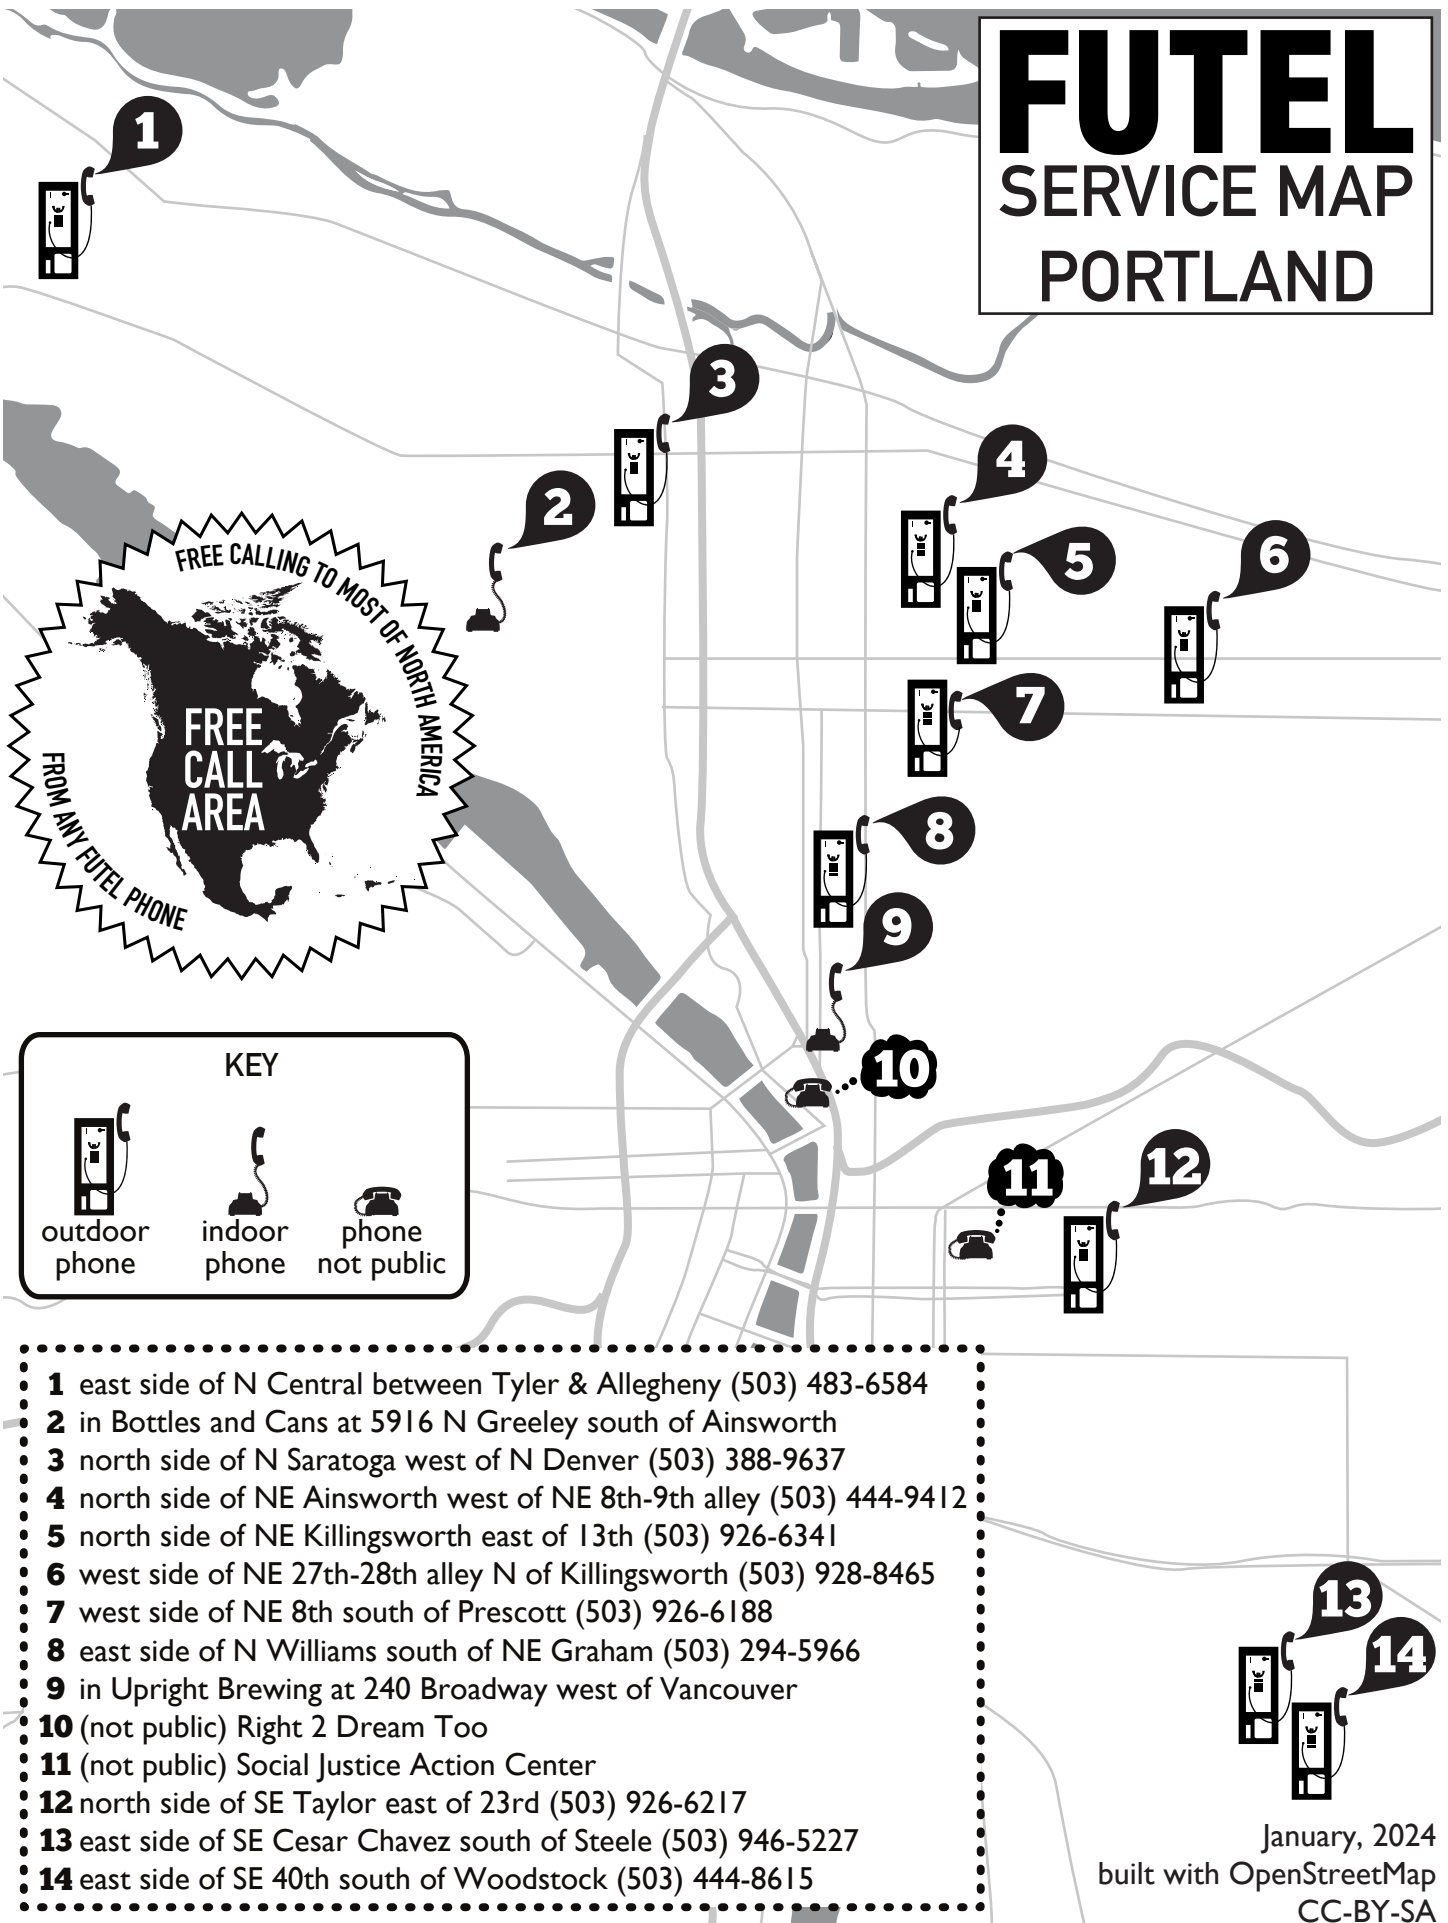 FUTEL
SERVICE MAP
PORTLAND
1
2
3
4
5
6
7
8
9
10
11
12
13
14
FREE CALLING TO MOST OF NORTH AMERICA
FROM ANY FUTEL PHONE
FREE
CALL
AREA
KEY
outdoor
phone
indoor
phone
phone
not public
1 east side of N Central between Tyler & Allegheny (503) 483-6584
2 in Bottles and Cans at 5916 N Greeley south of Ainsworth
3 north side of N Saratoga west of N Denver (503) 388-9637
4 north side of NE Ainsworth west of NE 8th-9th alley (503) 444-9412
5 north side of NE Killingsworth east of 13th (503) 926-6341
6 west side of NE 27th-28th alley N of Killingsworth (503) 928-8465
7 west side of NE 8th south of Prescott (503) 926-6188
8 east side of N Williams south of NE Graham (503) 294-5966
9 in Upright Brewing at 240 Broadway west of Vancouver
10 (not public) Right 2 Dream Too
11 (not public) Social Justice Action Center
12 north side of SE Taylor east of 23rd (503) 926-6217
13 east side of SE Cesar Chavez south of Steele (503) 946-5227
14 east side of SE 40th south of Woodstock (503) 444-8615
January, 2024
built with OpenStreetMap
CC-BY-SA